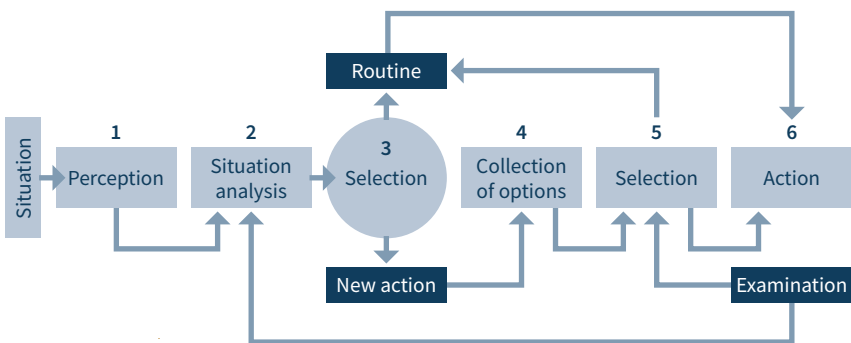 Routine
1
2
3
4
5
6
Situation
Perception
Situation
analysis
Selection
Collection
of options
Selection
Action
New action
Examination